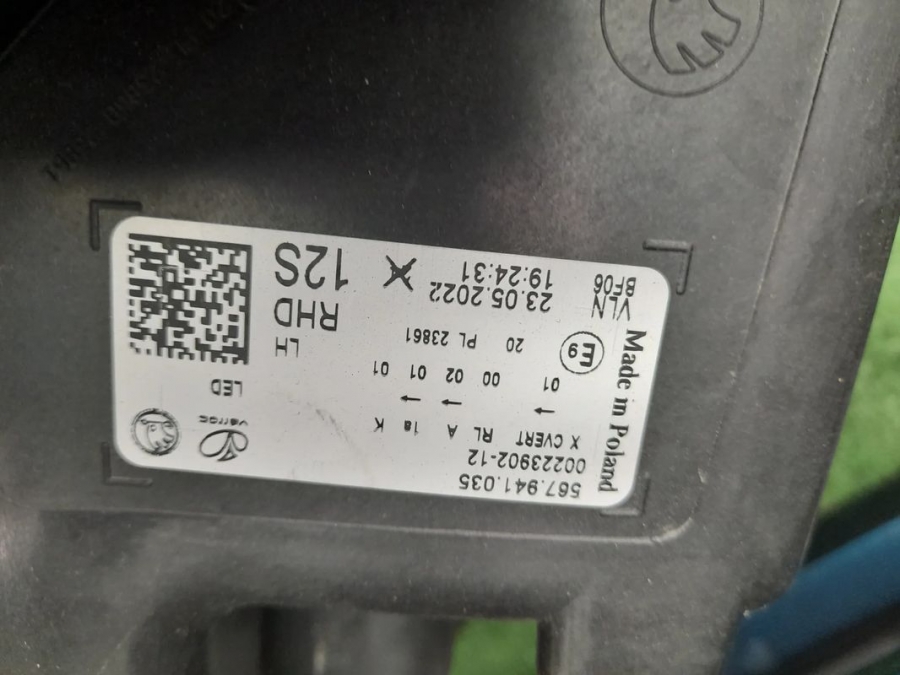 567.941.035
00223902-12
X CVERT RL A 1a K
← ← ←
01 00 02 01 01
E9 20 PL 23861
VLN 23.05.2022
BF06 19:24:31
Made in Poland
varroc
LED
LH
RHD
12S